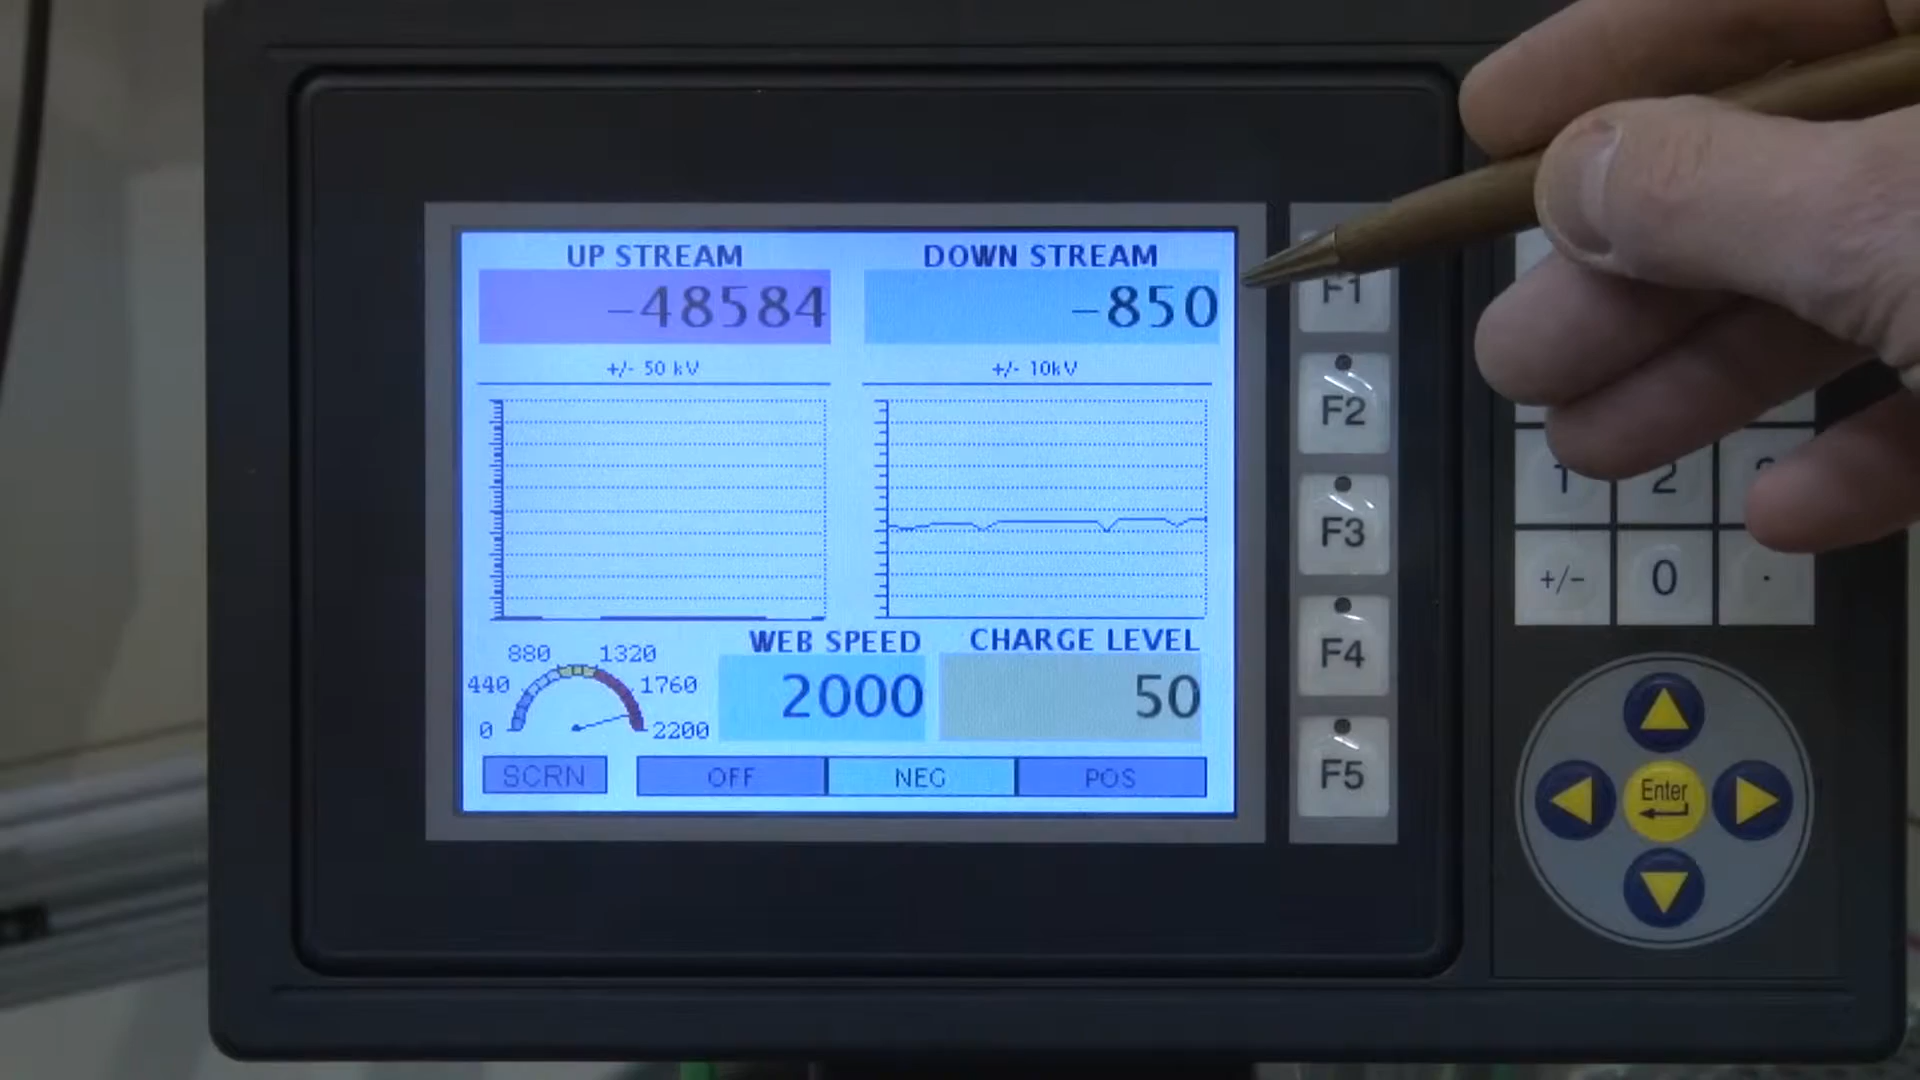 UP STREAM
-48584
+/- 50 kV
DOWN STREAM
-850
+/- 10kV
880
1320
440
1760
0
2200
WEB SPEED
2000
CHARGE LEVEL
50
SCRN
OFF
NEG
POS
F1
F2
F3
F4
F5
1
2
+/-
0
.
Enter